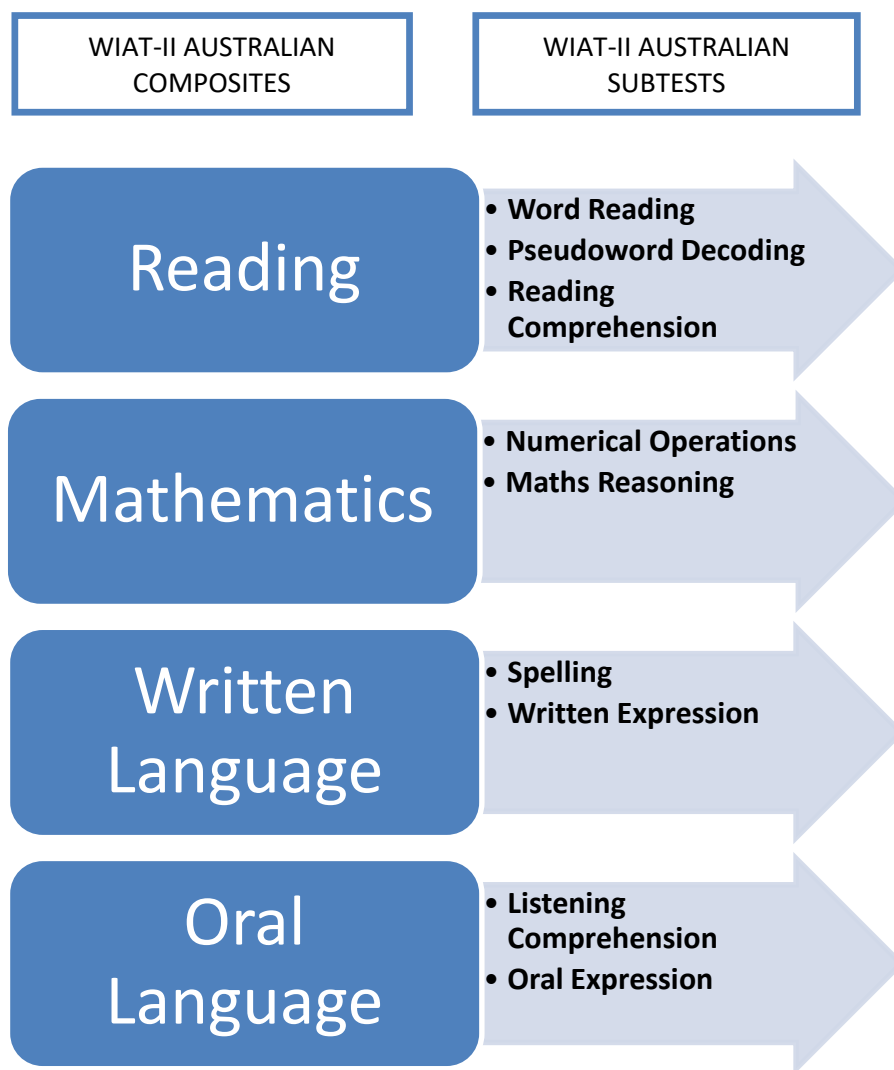 WIAT-II AUSTRALIAN
COMPOSITES
WIAT-II AUSTRALIAN
SUBTESTS
Reading
• Word Reading
• Pseudoword Decoding
• Reading
Comprehension
Mathematics
• Numerical Operations
• Maths Reasoning
Written
Language
• Spelling
• Written Expression
Oral
Language
• Listening
Comprehension
• Oral Expression